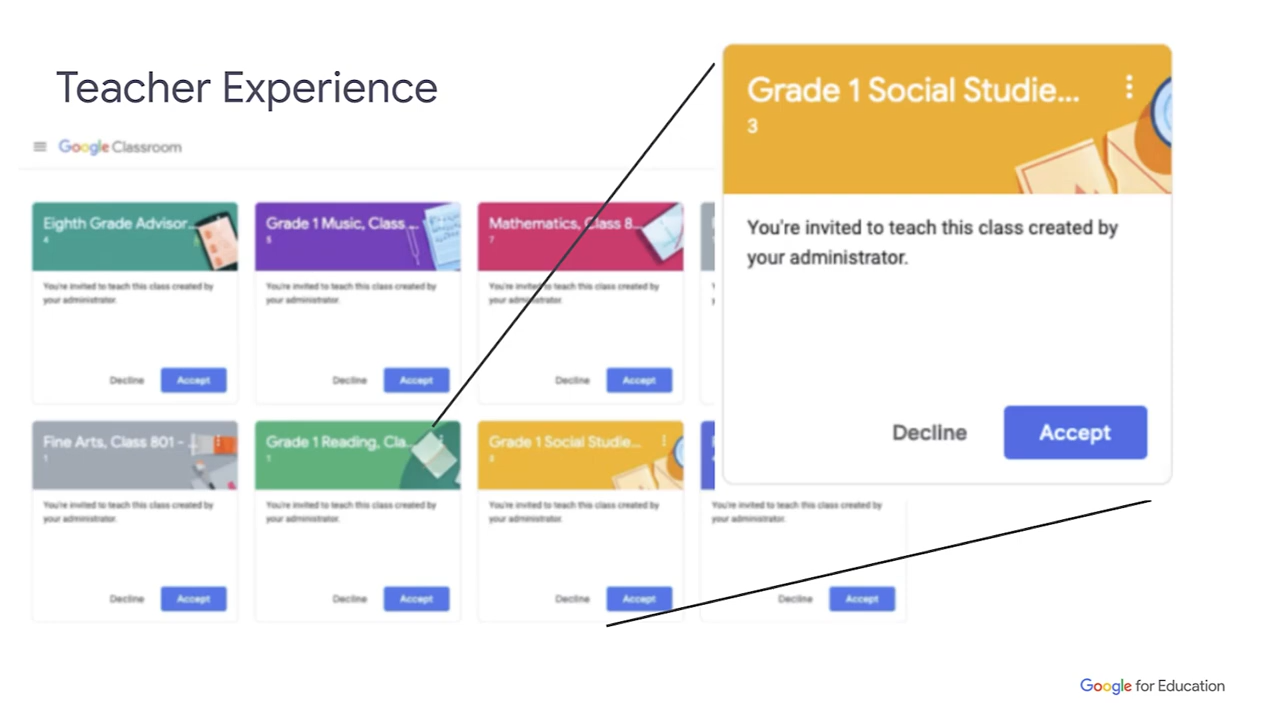 Teacher Experience
Google Classroom
Eighth Grade Advisor...
4
You're invited to teach this class created by
your administrator.
Decline Accept
Grade 1 Music, Class ...
5
You're invited to teach this class created by
your administrator.
Decline Accept
Mathematics, Class 8...
7
You're invited to teach this class created by
your administrator.
Decline Accept
Grade 1 Social Studie...
3
You're invited to teach this class created by
your administrator.
Decline Accept
Fine Arts, Class 801 - ...
1
You're invited to teach this class created by
your administrator.
Decline Accept
Grade 1 Reading, Cla...
1
You're invited to teach this class created by
your administrator.
Decline Accept
Grade 1 Social Studie...
3
You're invited to teach this class created by
your administrator.
Decline Accept
You're invited to teach this class created by
your administrator.
Decline Accept
Google for Education